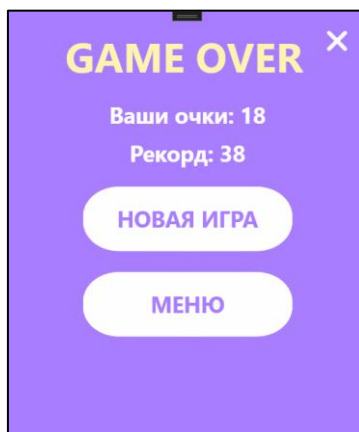 GAME OVER
Ваши очки: 18
Рекорд: 38
НОВАЯ ИГРА
МЕНЮ